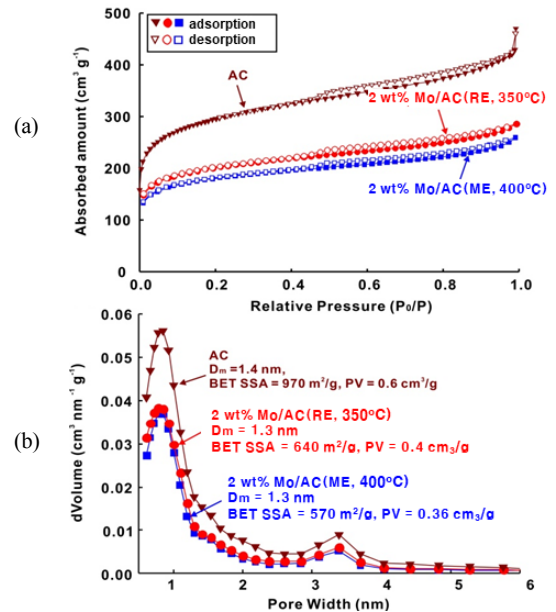 (a)
Absorbed amount (cm³ g⁻¹)
500
400
300
200
100
0
adsorption
desorption
AC
2 wt% Mo/AC(RE, 350°C)
2 wt% Mo/AC(ME, 400°C)
0.0 0.2 0.4 0.6 0.8 1.0
Relative Pressure (P₀/P)
(b)
dVolume (cm³ nm⁻¹ g⁻¹)
0.06
0.05
0.04
0.03
0.02
0.01
0.00
AC
Dm =1.4 nm,
BET SSA = 970 m²/g, PV = 0.6 cm³/g
2 wt% Mo/AC(RE, 350°C)
Dm = 1.3 nm
BET SSA = 640 m²/g, PV = 0.4 cm₃/g
2 wt% Mo/AC(ME, 400°C)
Dm = 1.3 nm
BET SSA = 570 m²/g, PV = 0.36 cm₃/g
1 2 3 4 5 6
Pore Width (nm)